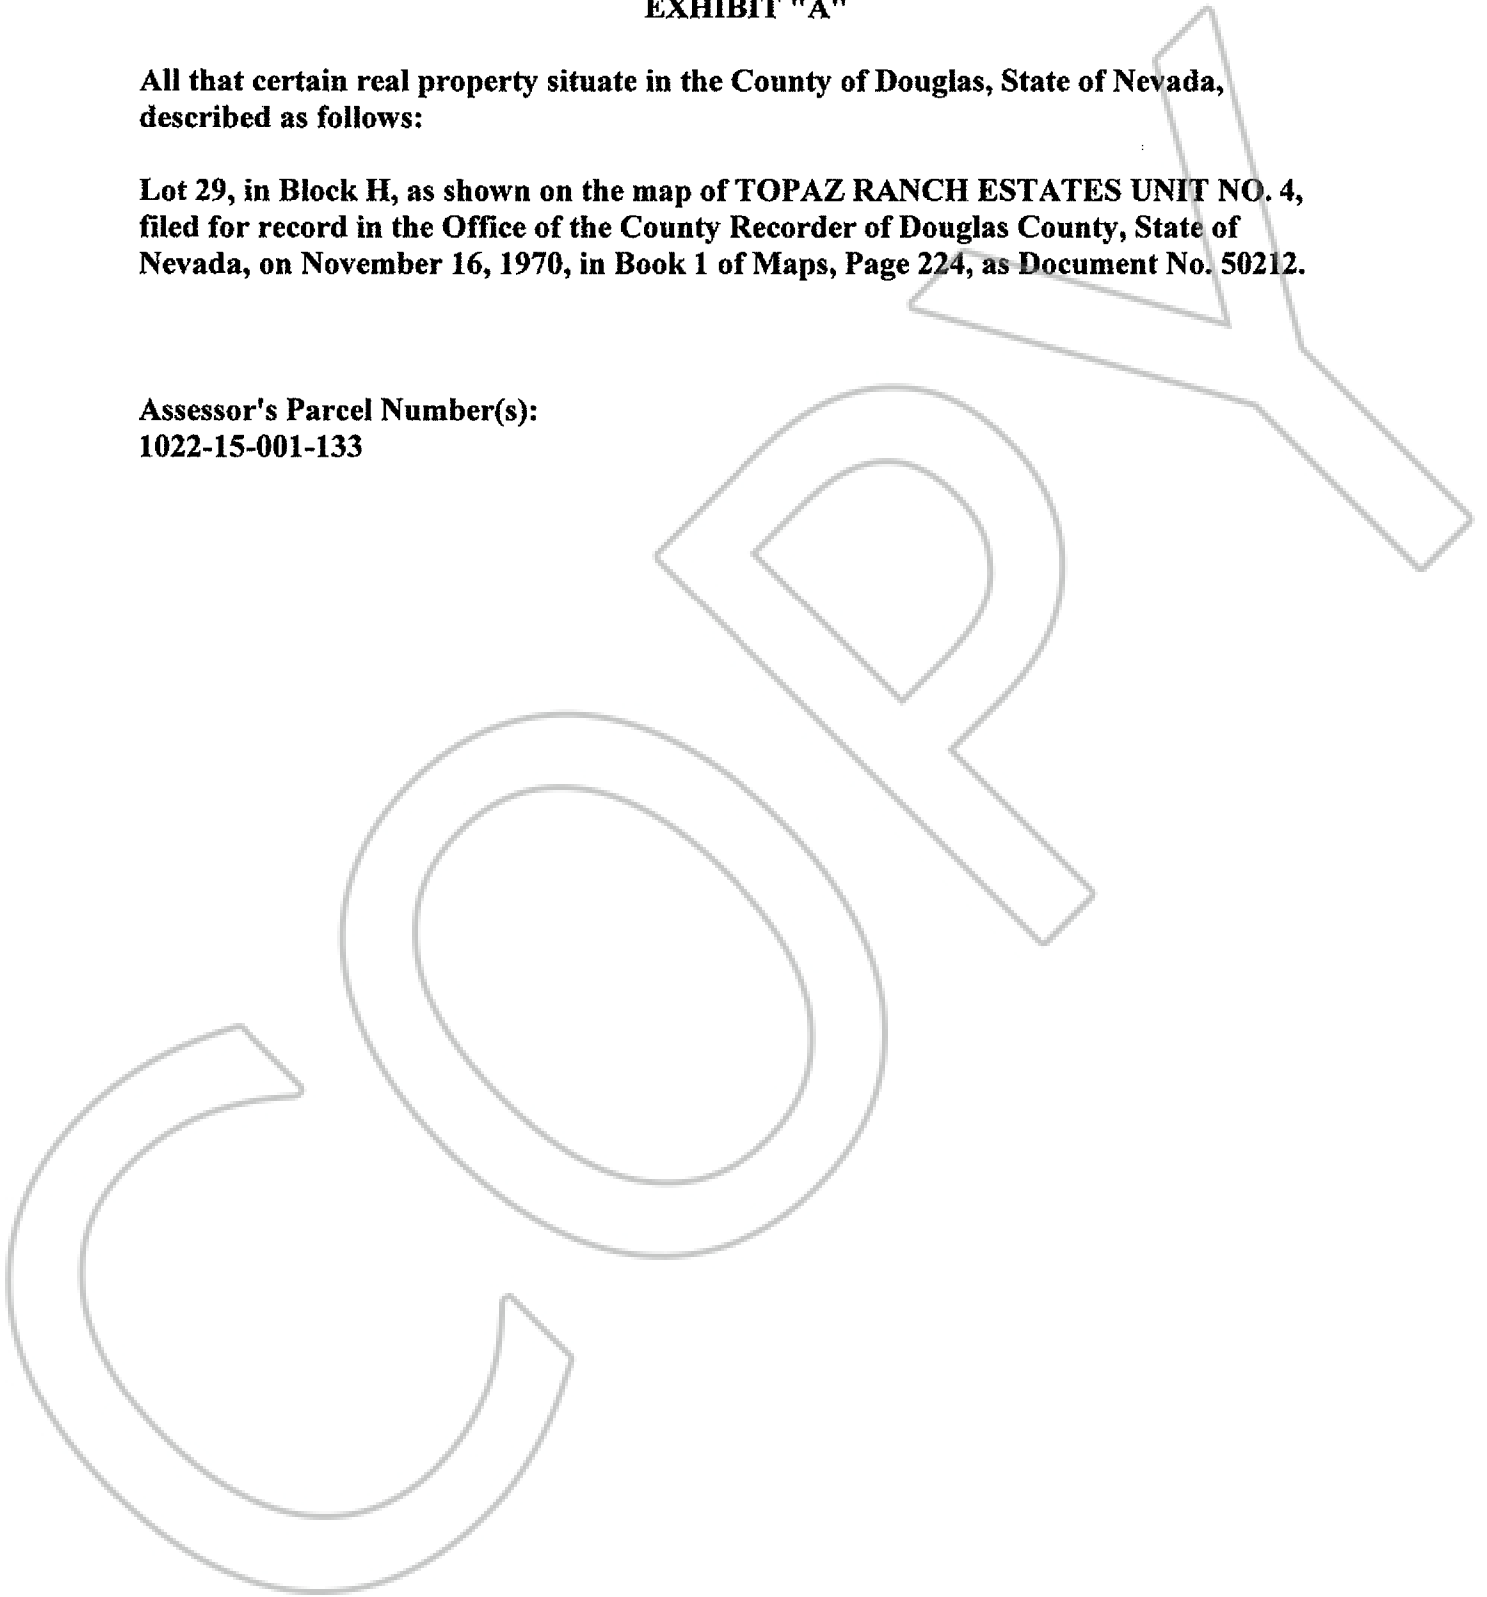 EXHIBIT "A"
All that certain real property situate in the County of Douglas, State of Nevada,
described as follows:
Lot 29, in Block H, as shown on the map of TOPAZ RANCH ESTATES UNIT NO. 4,
filed for record in the Office of the County Recorder of Douglas County, State of
Nevada, on November 16, 1970, in Book 1 of Maps, Page 224, as Document No. 50212.
Assessor's Parcel Number(s):
1022-15-001-133
COPY